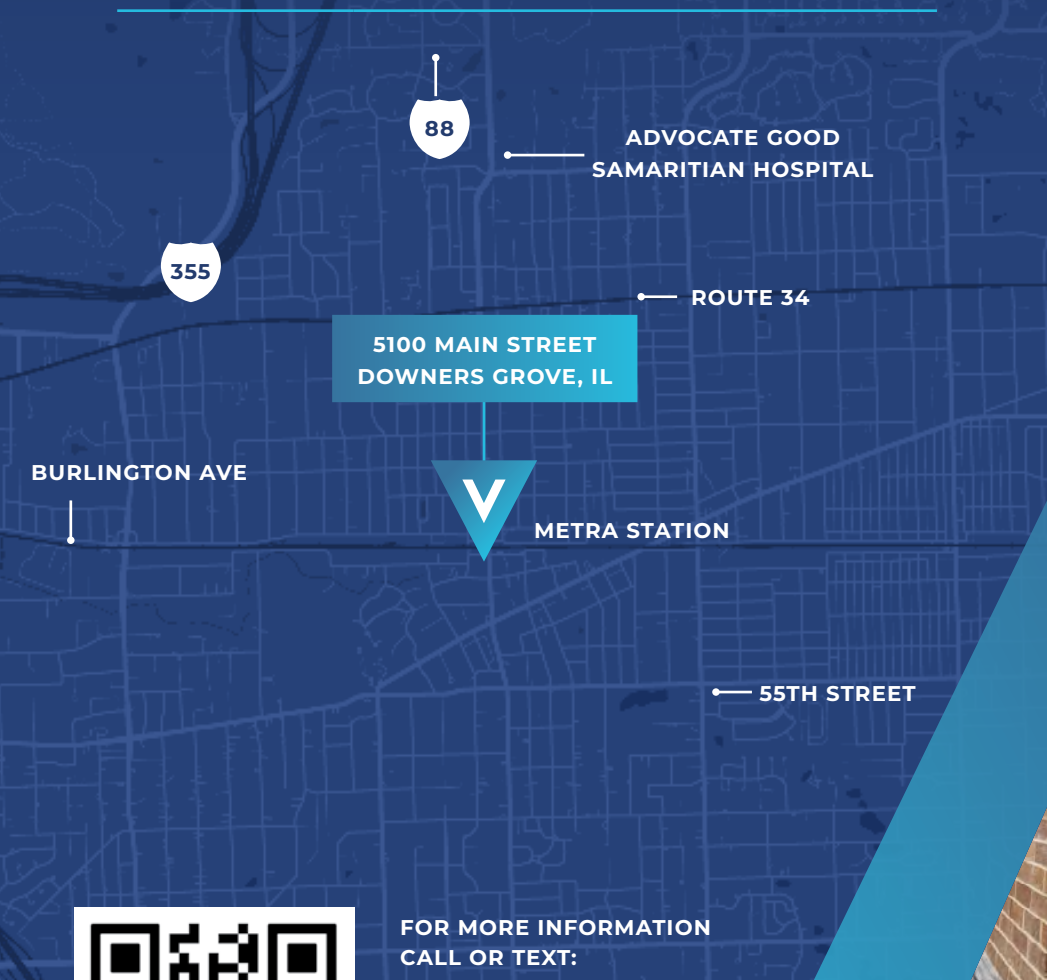 88
ADVOCATE GOOD
SAMARITIAN HOSPITAL
355
ROUTE 34
5100 MAIN STREET
DOWNERS GROVE, IL
BURLINGTON AVE
V
METRA STATION
55TH STREET
FOR MORE INFORMATION
CALL OR TEXT: